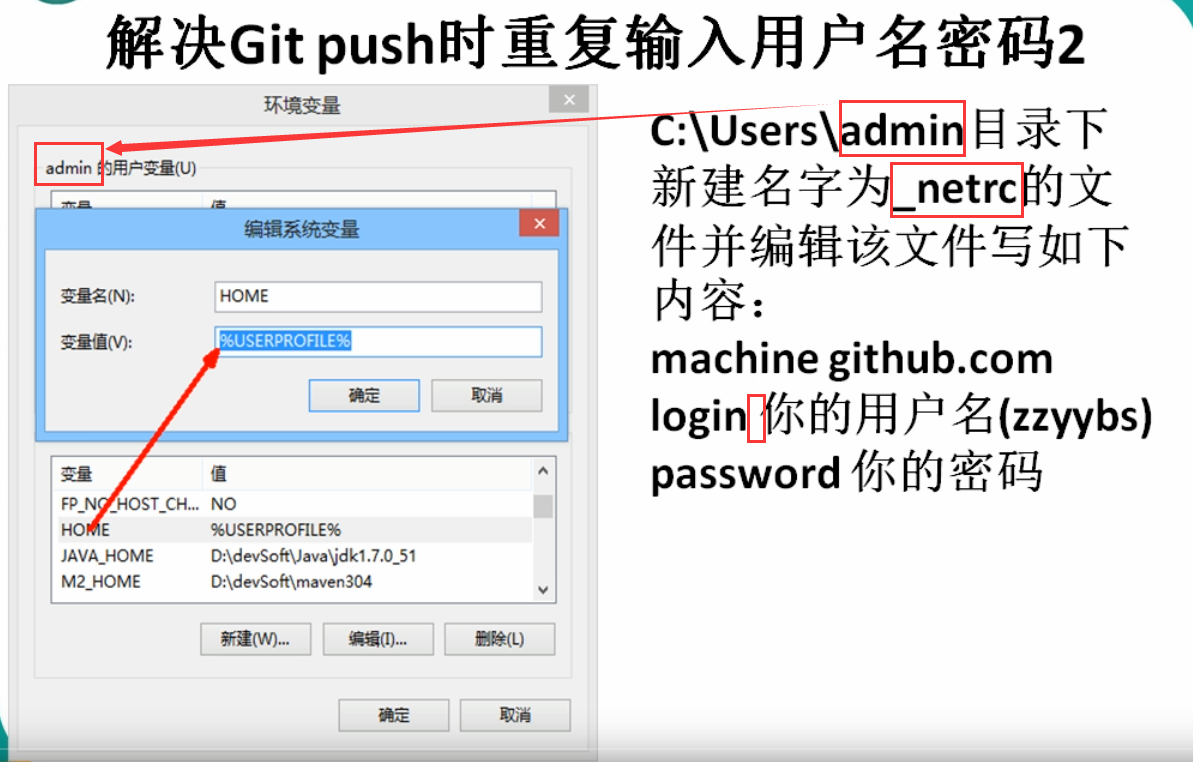 解决Git push时重复输入用户名密码2
环境变量
admin 的用户变量(U)
变量 值
编辑系统变量
变量名(N): HOME
变量值(V): %USERPROFILE%
确定 取消
变量 值
FP_NO_HOST_CH... NO
HOME %USERPROFILE%
JAVA_HOME D:\devSoft\Java\jdk1.7.0_51
M2_HOME D:\devSoft\maven304
新建(W)... 编辑(I)... 删除(L)
确定 取消
C:\Users\admin目录下
新建名字为_netrc的文
件并编辑该文件写如下
内容：
machine github.com
login 你的用户名(zzyybs)
password 你的密码